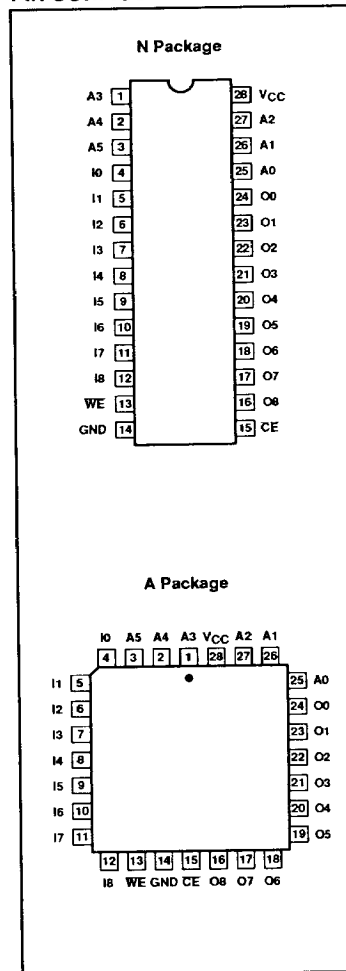 N Package
A3 1 28 VCC
A4 2 27 A2
A5 3 26 A1
I0 4 25 A0
I1 5 24 O0
I2 6 23 O1
I3 7 22 O2
I4 8 21 O3
I5 9 20 O4
I6 10 19 O5
I7 11 18 O6
I8 12 17 O7
W̅E̅ 13 16 O8
GND 14 15 C̅E̅
A Package
I0 A5 A4 A3 VCC A2 A1
4 3 2 1 28 27 26
I1 5 25 A0
I2 6 24 O0
I3 7 23 O1
I4 8 22 O2
I5 9 21 O3
I6 10 20 O4
I7 11 19 O5
12 13 14 15 16 17 18
I8 W̅E̅ GND C̅E̅ O8 O7 O6